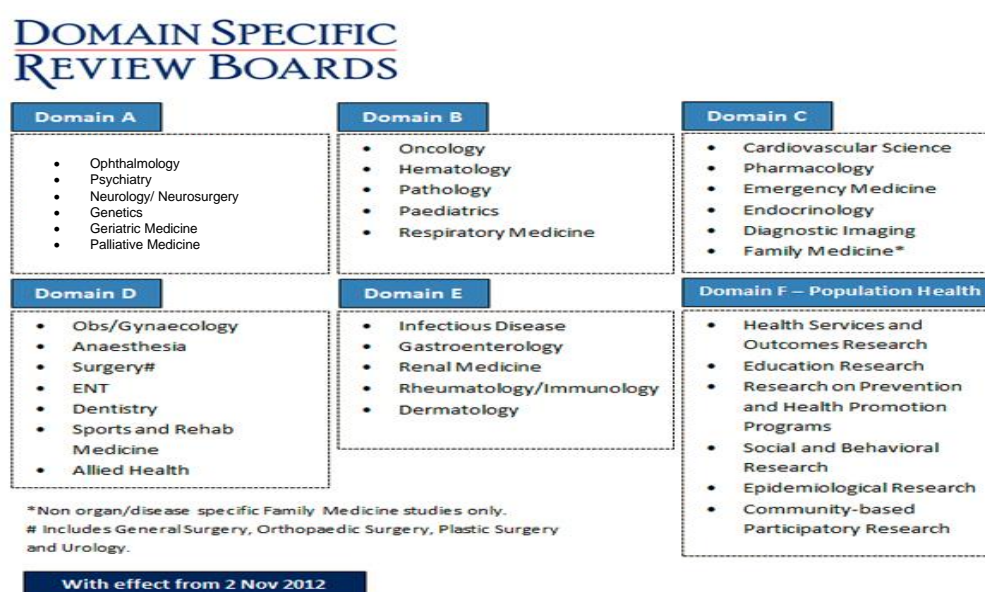 DOMAIN SPECIFIC
REVIEW BOARDS
Domain A
• Ophthalmology
• Psychiatry
• Neurology/ Neurosurgery
• Genetics
• Geriatric Medicine
• Palliative Medicine
Domain B
• Oncology
• Hematology
• Pathology
• Paediatrics
• Respiratory Medicine
Domain C
• Cardiovascular Science
• Pharmacology
• Emergency Medicine
• Endocrinology
• Diagnostic Imaging
• Family Medicine*
Domain D
• Obs/Gynaecology
• Anaesthesia
• Surgery#
• ENT
• Dentistry
• Sports and Rehab
Medicine
• Allied Health
Domain E
• Infectious Disease
• Gastroenterology
• Renal Medicine
• Rheumatology/Immunology
• Dermatology
Domain F – Population Health
• Health Services and
Outcomes Research
• Education Research
• Research on Prevention
and Health Promotion
Programs
• Social and Behavioral
Research
• Epidemiological Research
• Community-based
Participatory Research
*Non organ/disease specific Family Medicine studies only.
# Includes General Surgery, Orthopaedic Surgery, Plastic Surgery
and Urology.
With effect from 2 Nov 2012